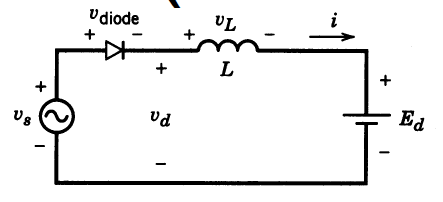 v_diode v_L i
+ - + - 
+ L +
+
v_s v_d E_d
- - -